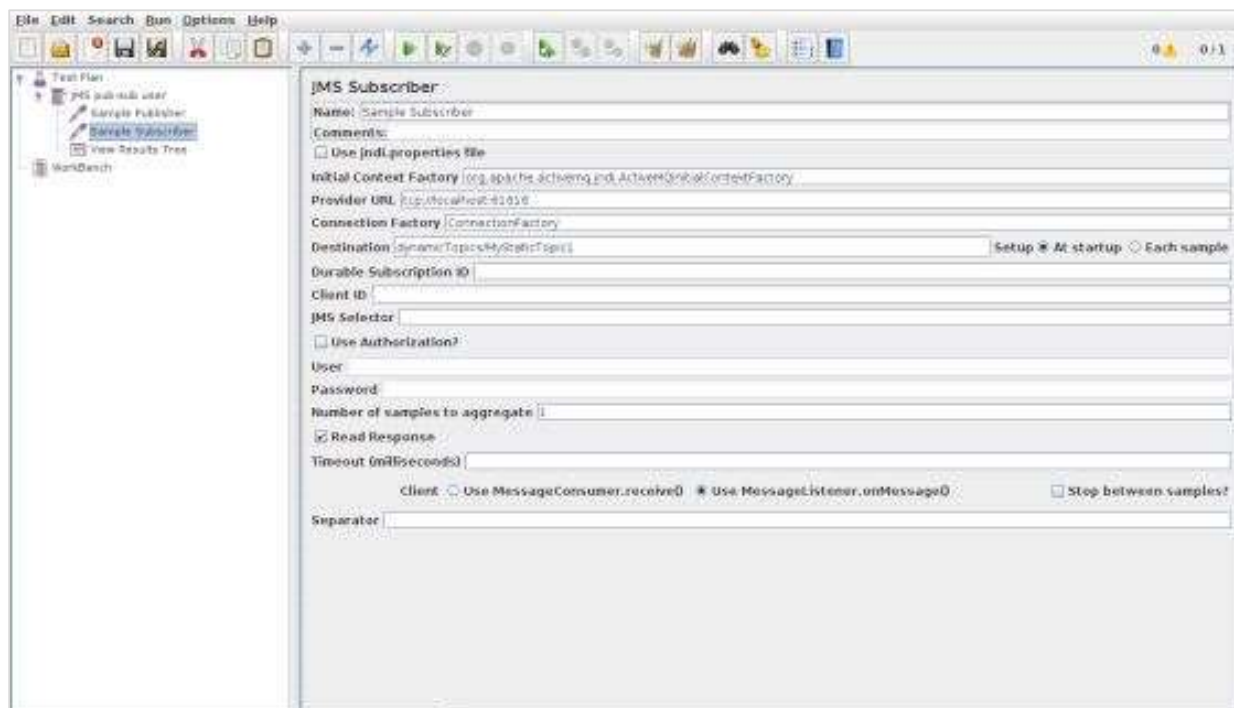 File Edit Search Run Options Help
0 0/1
Test Plan
JMS pub-sub user
Sample Publisher
Sample Subscriber
View Results Tree
WorkBench
JMS Subscriber
Name: Sample Subscriber
Comments:
Use jndi.properties file
Initial Context Factory org.apache.activemq.jndi.ActiveMQInitialContextFactory
Provider URL tcp://localhost:61616
Connection Factory ConnectionFactory
Destination dynamicTopics/MyStaticTopic1 Setup At startup Each sample
Durable Subscription ID
Client ID
JMS Selector
Use Authorization?
User
Password
Number of samples to aggregate 1
Read Response
Timeout (milliseconds)
Client Use MessageConsumer.receive() Use MessageListener.onMessage() Stop between samples?
Separator